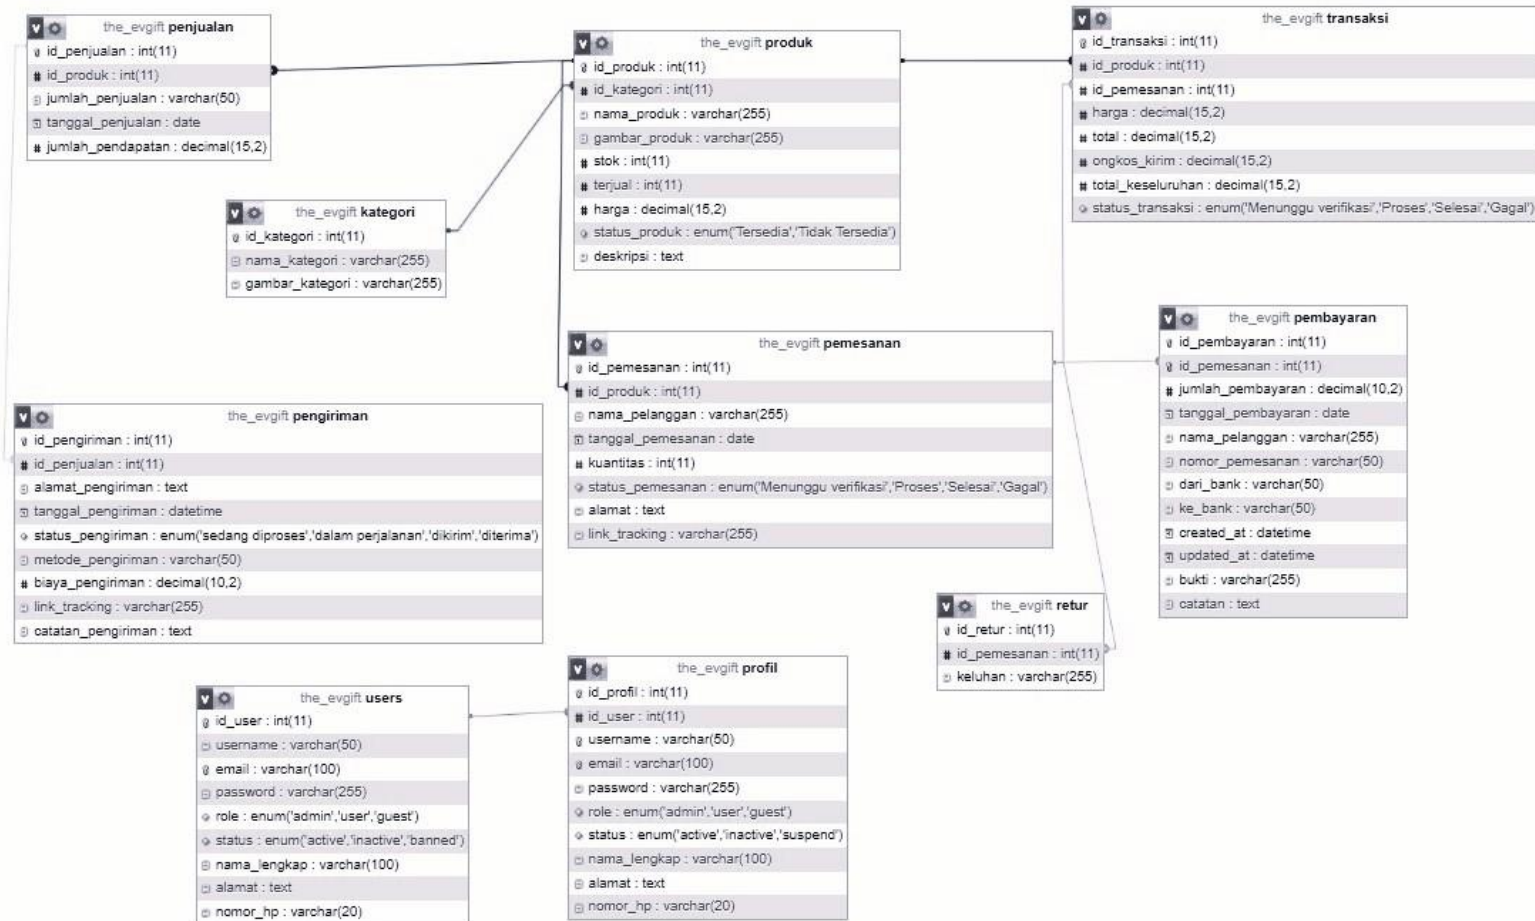 the_evgift penjualan
id_penjualan : int(11)
id_produk : int(11)
jumlah_penjualan : varchar(50)
tanggal_penjualan : date
jumlah_pendapatan : decimal(15,2)
the_evgift produk
id_produk : int(11)
id_kategori : int(11)
nama_produk : varchar(255)
gambar_produk : varchar(255)
stok : int(11)
terjual : int(11)
harga : decimal(15,2)
status_produk : enum('Tersedia','Tidak Tersedia')
deskripsi : text
the_evgift transaksi
id_transaksi : int(11)
id_produk : int(11)
id_pemesanan : int(11)
harga : decimal(15,2)
total : decimal(15,2)
ongkos_kirim : decimal(15,2)
total_keseluruhan : decimal(15,2)
status_transaksi : enum('Menunggu verifikasi','Proses','Selesai','Gagal')
the_evgift kategori
id_kategori : int(11)
nama_kategori : varchar(255)
gambar_kategori : varchar(255)
the_evgift pemesanan
id_pemesanan : int(11)
id_produk : int(11)
nama_pelanggan : varchar(255)
tanggal_pemesanan : date
kuantitas : int(11)
status_pemesanan : enum('Menunggu verifikasi','Proses','Selesai','Gagal')
alamat : text
link_tracking : varchar(255)
the_evgift pembayaran
id_pembayaran : int(11)
id_pemesanan : int(11)
jumlah_pembayaran : decimal(10,2)
tanggal_pembayaran : date
nama_pelanggan : varchar(255)
nomor_pemesanan : varchar(50)
dari_bank : varchar(50)
ke_bank : varchar(50)
created_at : datetime
updated_at : datetime
bukti : varchar(255)
catatan : text
the_evgift pengiriman
id_pengiriman : int(11)
id_penjualan : int(11)
alamat_pengiriman : text
tanggal_pengiriman : datetime
status_pengiriman : enum('sedang diproses','dalam perjalanan','dikirim','diterima')
metode_pengiriman : varchar(50)
biaya_pengiriman : decimal(10,2)
link_tracking : varchar(255)
catatan_pengiriman : text
the_evgift retur
id_retur : int(11)
id_pemesanan : int(11)
keluhan : varchar(255)
the_evgift users
id_user : int(11)
username : varchar(50)
email : varchar(100)
password : varchar(255)
role : enum('admin','user','guest')
status : enum('active','inactive','banned')
nama_lengkap : varchar(100)
alamat : text
nomor_hp : varchar(20)
the_evgift profil
id_profil : int(11)
id_user : int(11)
username : varchar(50)
email : varchar(100)
password : varchar(255)
role : enum('admin','user','guest')
status : enum('active','inactive','suspend')
nama_lengkap : varchar(100)
alamat : text
nomor_hp : varchar(20)